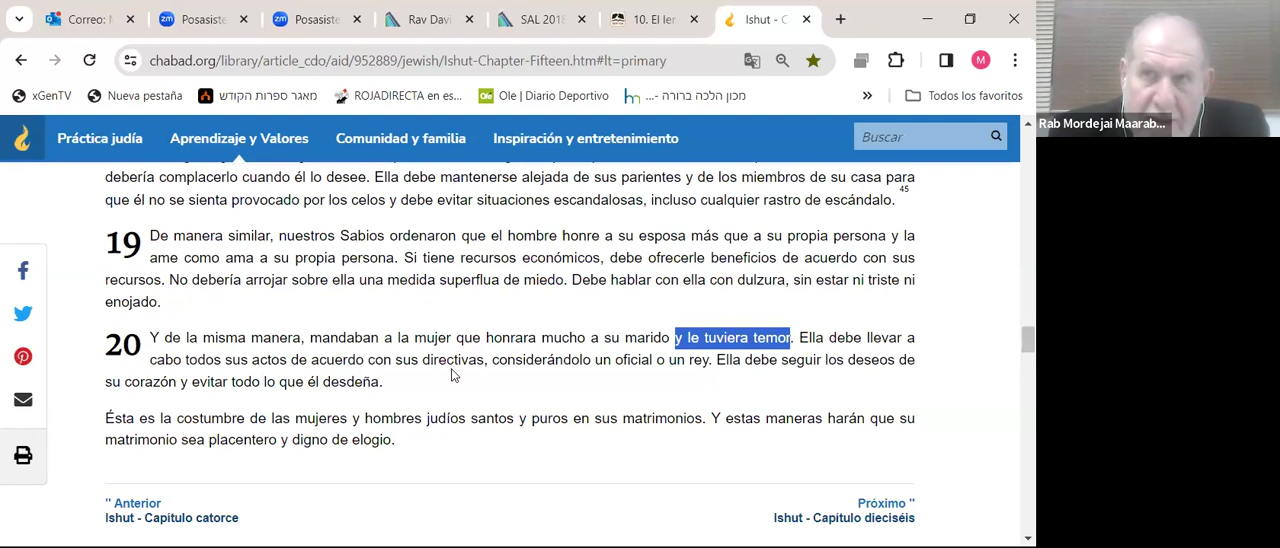 Correo: M
Posasiste
Posasiste
Rav Davi
SAL 2018
10. El ler
Ishut - C
chabad.org/library/article_cdo/aid/952889/jewish/Ishut-Chapter-Fifteen.htm#lt=primary
M
xGenTV
Nueva pestaña
מאגר ספרות הקודש
ROJADIRECTA en es...
Ole | Diario Deportivo
מכון הלכה ברורה -...
Todos los favoritos
Práctica judía
Aprendizaje y Valores
Comunidad y familia
Inspiración y entretenimiento
Buscar
Rab Mordejai Maarab...
debería complacerlo cuando él lo desee. Ella debe mantenerse alejada de sus parientes y de los miembros de su casa para
que él no se sienta provocado por los celos y debe evitar situaciones escandalosas, incluso cualquier rastro de escándalo. 45
19 De manera similar, nuestros Sabios ordenaron que el hombre honre a su esposa más que a su propia persona y la
ame como ama a su propia persona. Si tiene recursos económicos, debe ofrecerle beneficios de acuerdo con sus
recursos. No debería arrojar sobre ella una medida superflua de miedo. Debe hablar con ella con dulzura, sin estar ni triste ni
enojado.
20 Y de la misma manera, mandaban a la mujer que honrara mucho a su marido y le tuviera temor. Ella debe llevar a
cabo todos sus actos de acuerdo con sus directivas, considerándolo un oficial o un rey. Ella debe seguir los deseos de
su corazón y evitar todo lo que él desdeña.
Ésta es la costumbre de las mujeres y hombres judíos santos y puros en sus matrimonios. Y estas maneras harán que su
matrimonio sea placentero y digno de elogio.
" Anterior
Ishut - Capítulo catorce
Próximo "
Ishut - Capítulo dieciséis